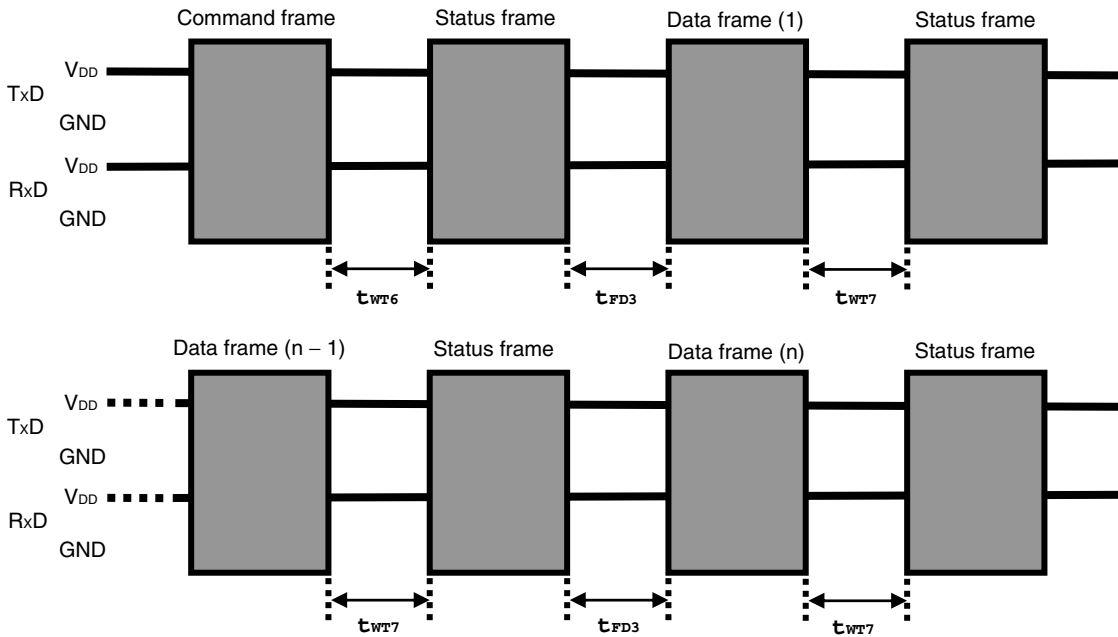 Command frame Status frame Data frame (1) Status frame
VDD
TxD
GND
VDD
RxD
GND
tWT6 tFD3 tWT7
Data frame (n – 1) Status frame Data frame (n) Status frame
VDD
TxD
GND
VDD
RxD
GND
tWT7 tFD3 tWT7